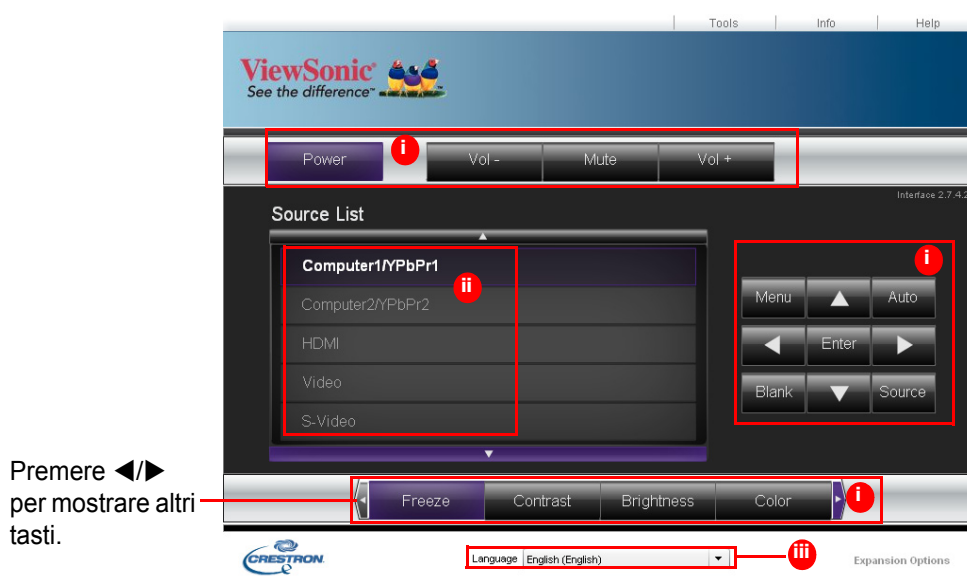 Tools Info Help
ViewSonic®
See the difference™
Power i Vol - Mute Vol +
Interface 2.7.4.2
Source List
i
Computer1/YPbPr1
ii
Computer2/YPbPr2
HDMI
Video
S-Video
Menu ▲ Auto
◀ Enter ▶
Blank ▼ Source
Premere ◀/▶
per mostrare altri
tasti.
Freeze Contrast Brightness Color i
CRESTRON
Language English (English) iii
Expansion Options